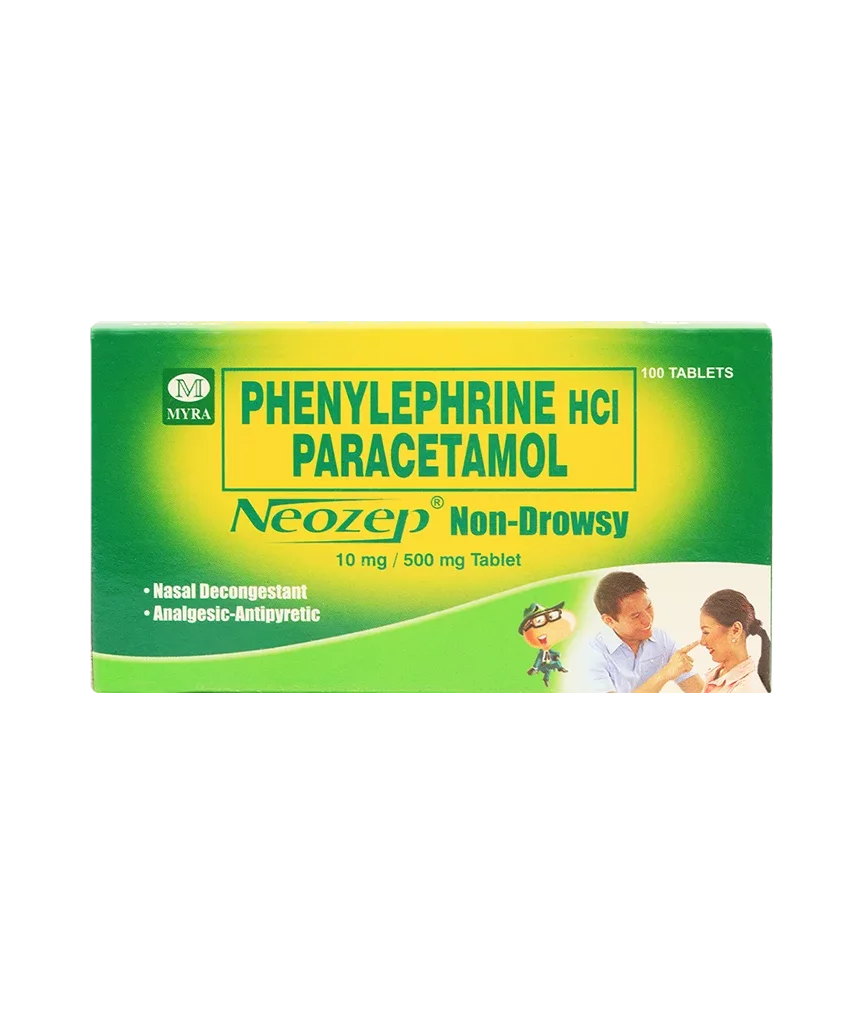 M
MYRA
PHENYLEPHRINE HCl
PARACETAMOL
100 TABLETS
Neozep® Non-Drowsy
10 mg / 500 mg Tablet
• Nasal Decongestant
• Analgesic-Antipyretic